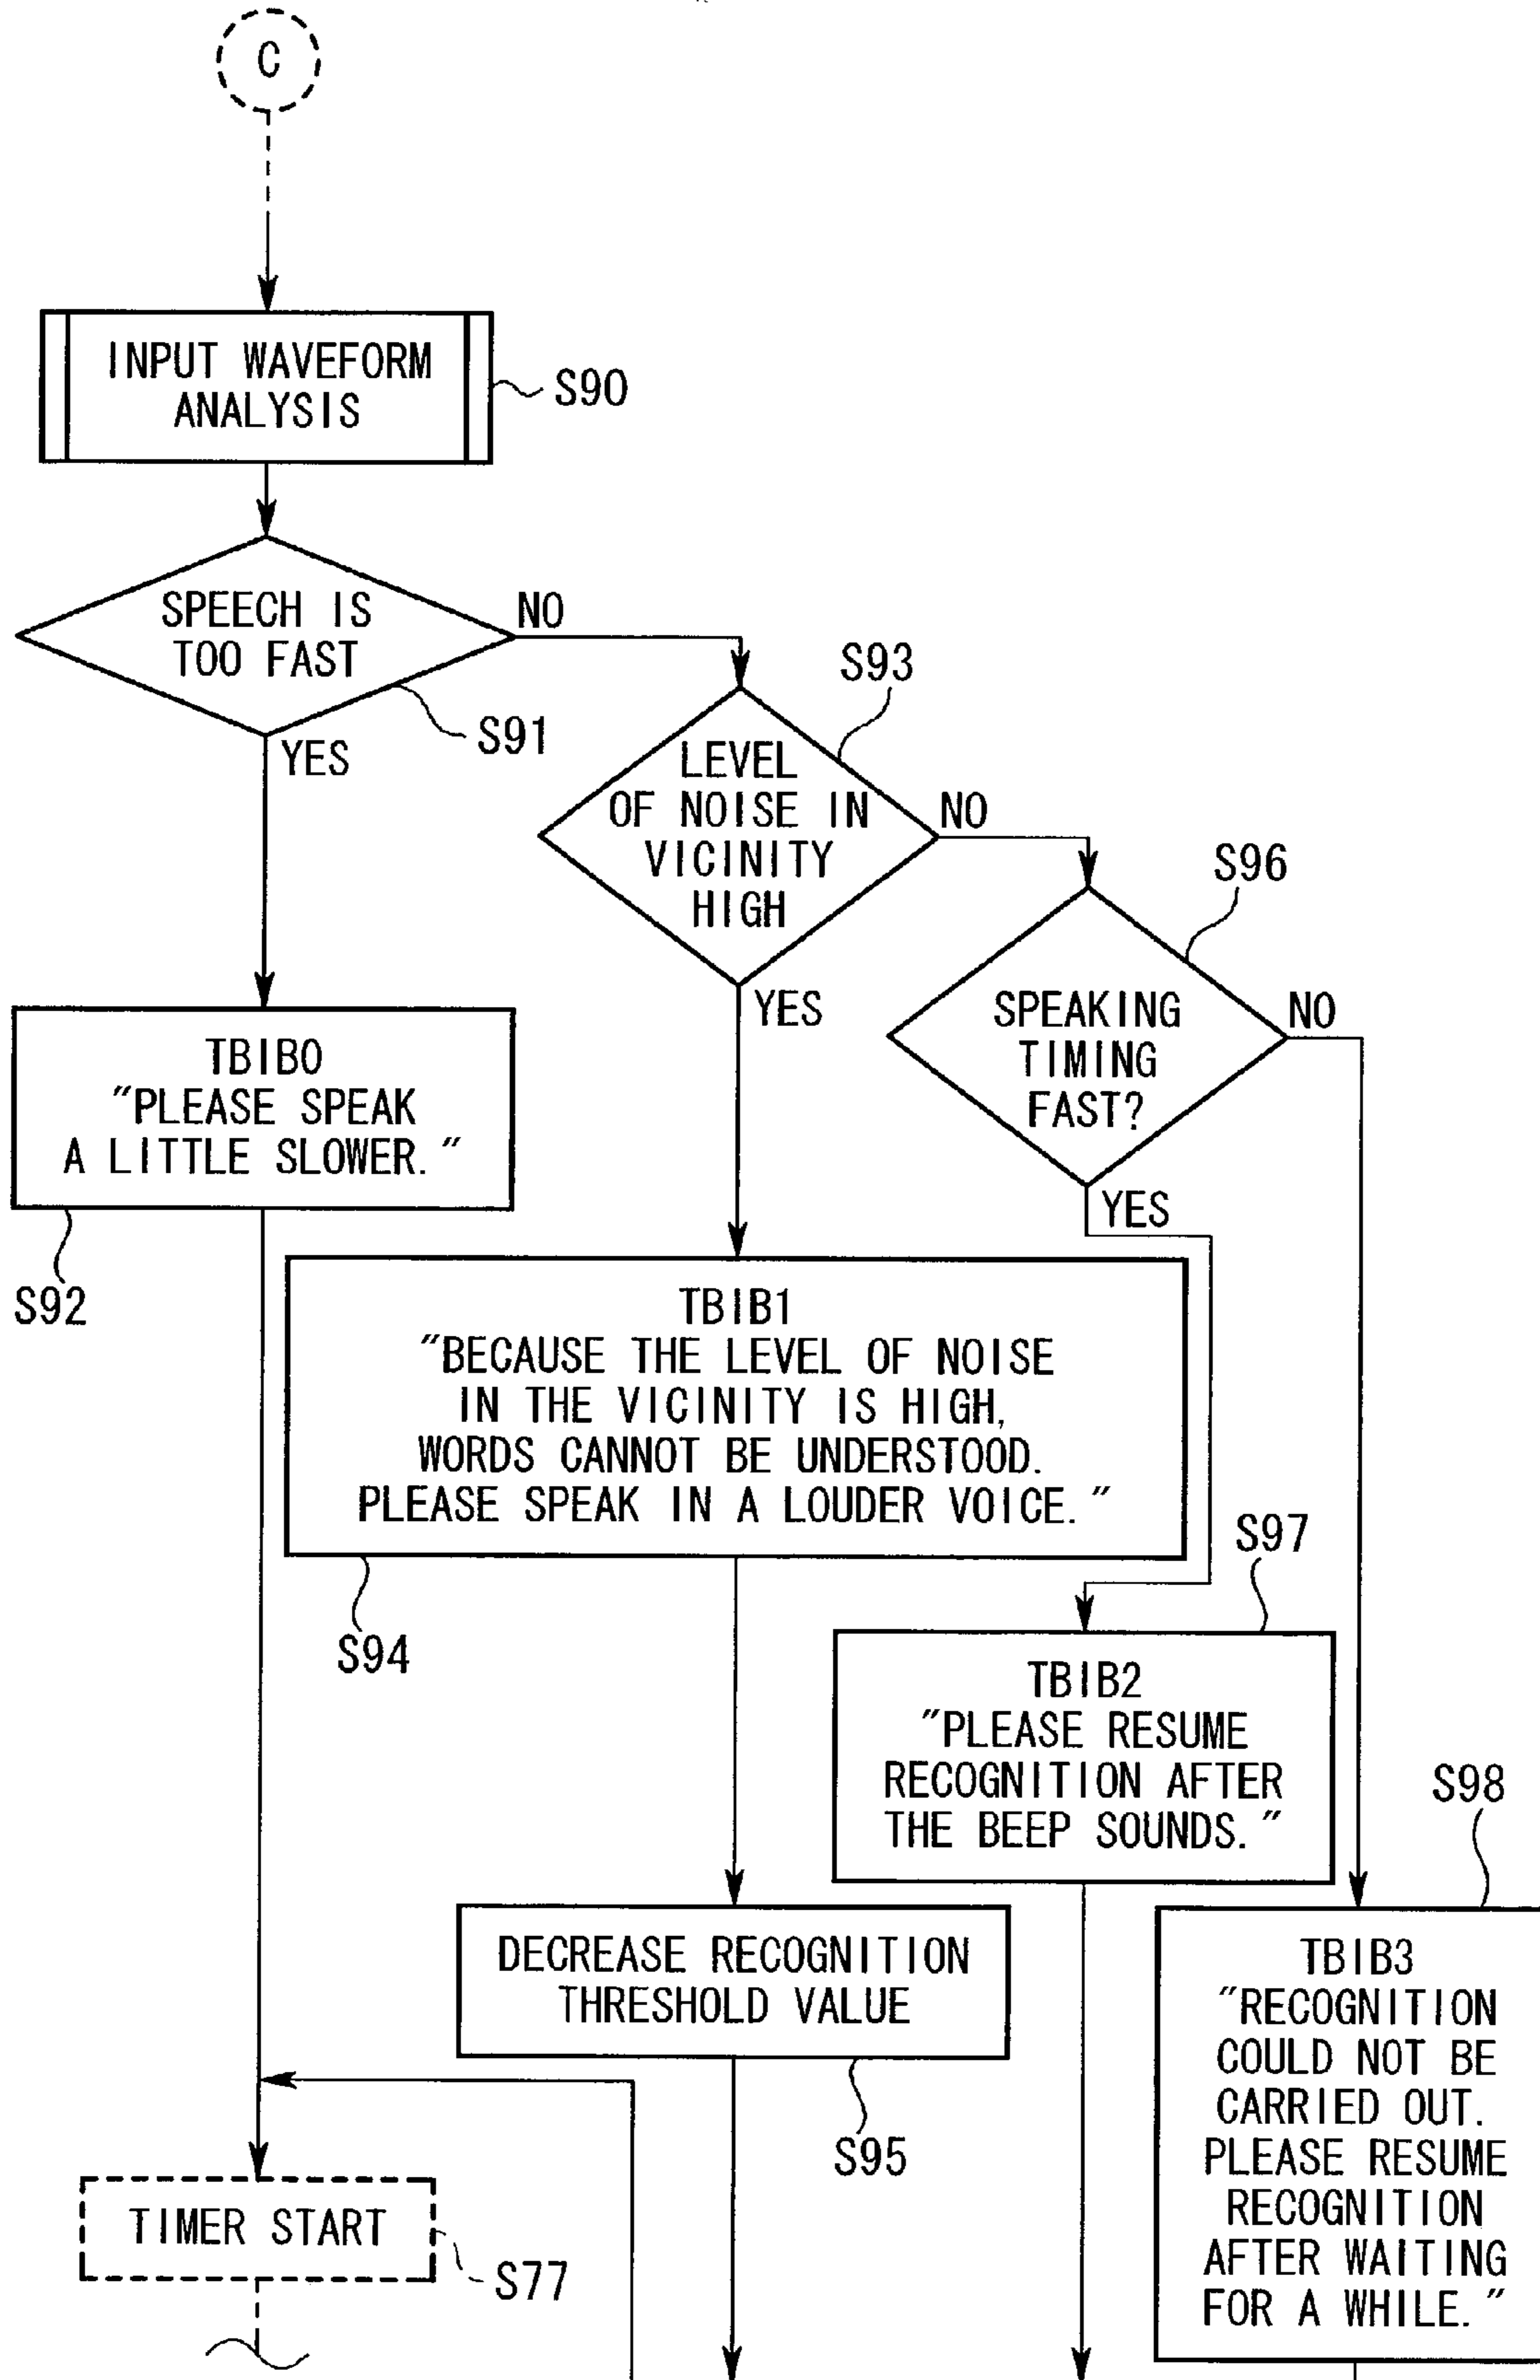 C
INPUT WAVEFORM
ANALYSIS
S90
SPEECH IS
TOO FAST
NO
S91
YES
S93
LEVEL
OF NOISE IN
VICINITY
HIGH
NO
YES
S96
SPEAKING
TIMING
FAST?
NO
YES
TBIB0
"PLEASE SPEAK
A LITTLE SLOWER."
S92
TBIB1
"BECAUSE THE LEVEL OF NOISE
IN THE VICINITY IS HIGH,
WORDS CANNOT BE UNDERSTOOD.
PLEASE SPEAK IN A LOUDER VOICE."
S94
S97
TBIB2
"PLEASE RESUME
RECOGNITION AFTER
THE BEEP SOUNDS."
S98
DECREASE RECOGNITION
THRESHOLD VALUE
S95
TBIB3
"RECOGNITION
COULD NOT BE
CARRIED OUT.
PLEASE RESUME
RECOGNITION
AFTER WAITING
FOR A WHILE."
TIMER START
S77